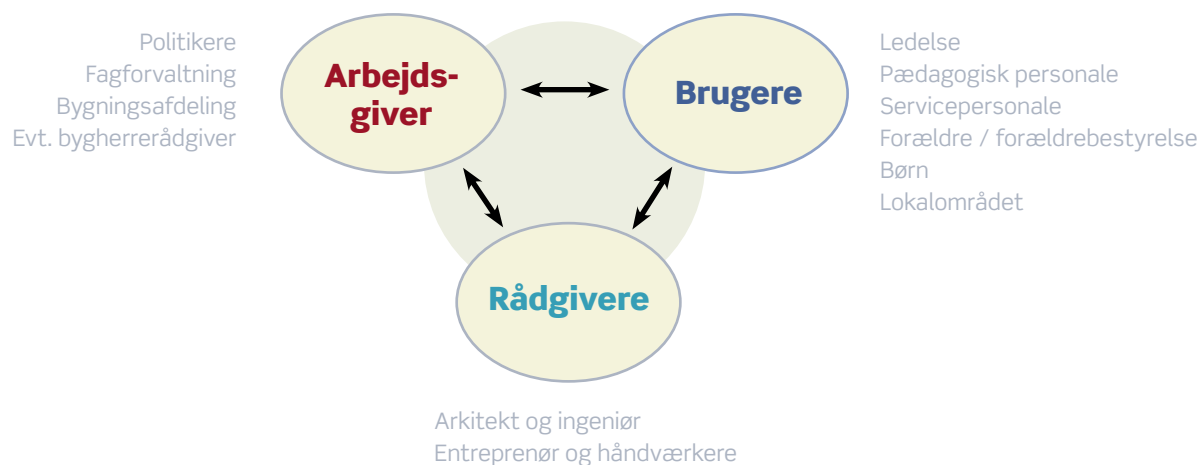 Politikere
Fagforvaltning
Bygningsafdeling
Evt. bygherrerådgiver
Arbejds-
giver
Brugere
Ledelse
Pædagogisk personale
Servicepersonale
Forældre / forældrebestyrelse
Børn
Lokalområdet
Rådgivere
Arkitekt og ingeniør
Entreprenør og håndværkere